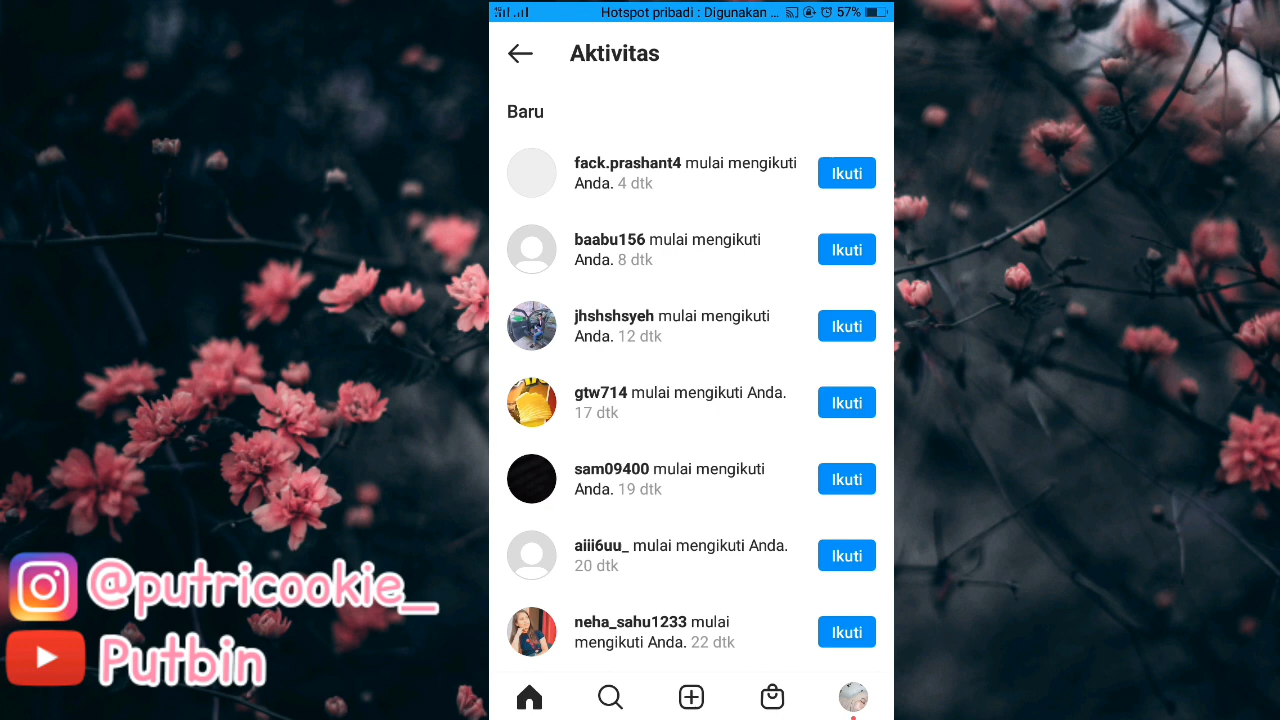 Hotspot pribadi : Digunakan ... 57%
Aktivitas
Baru
fack.prashant4 mulai mengikuti
Anda. 4 dtk
Ikuti
baabu156 mulai mengikuti
Anda. 8 dtk
Ikuti
jhshshsyeh mulai mengikuti
Anda. 12 dtk
Ikuti
gtw714 mulai mengikuti Anda.
17 dtk
Ikuti
sam09400 mulai mengikuti
Anda. 19 dtk
Ikuti
aiii6uu_ mulai mengikuti Anda.
20 dtk
Ikuti
neha_sahu1233 mulai
mengikuti Anda. 22 dtk
Ikuti
@putricookie_
Putbin